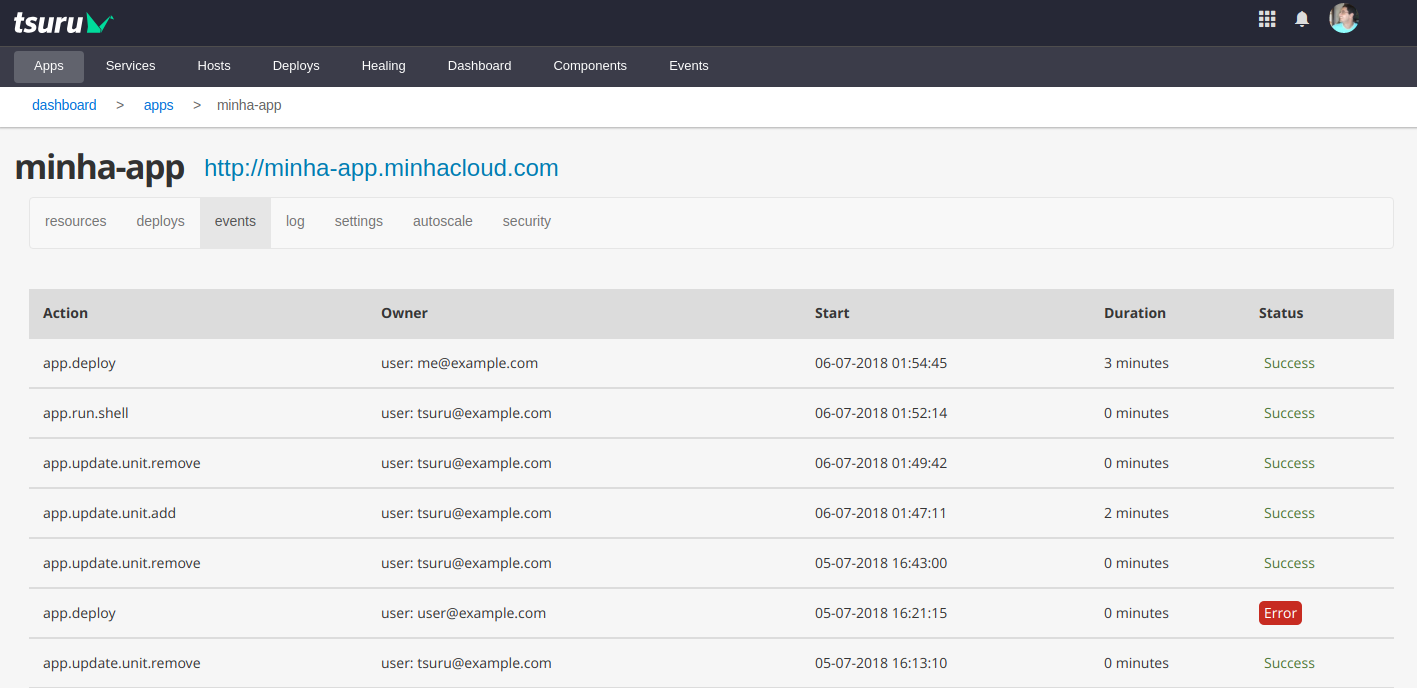 tsuru
Apps Services Hosts Deploys Healing Dashboard Components Events
dashboard > apps > minha-app
minha-app http://minha-app.minhacloud.com
resources deploys events log settings autoscale security
Action Owner Start Duration Status
app.deploy user: me@example.com 06-07-2018 01:54:45 3 minutes Success
app.run.shell user: tsuru@example.com 06-07-2018 01:52:14 0 minutes Success
app.update.unit.remove user: tsuru@example.com 06-07-2018 01:49:42 0 minutes Success
app.update.unit.add user: tsuru@example.com 06-07-2018 01:47:11 2 minutes Success
app.update.unit.remove user: tsuru@example.com 05-07-2018 16:43:00 0 minutes Success
app.deploy user: user@example.com 05-07-2018 16:21:15 0 minutes Error
app.update.unit.remove user: tsuru@example.com 05-07-2018 16:13:10 0 minutes Success